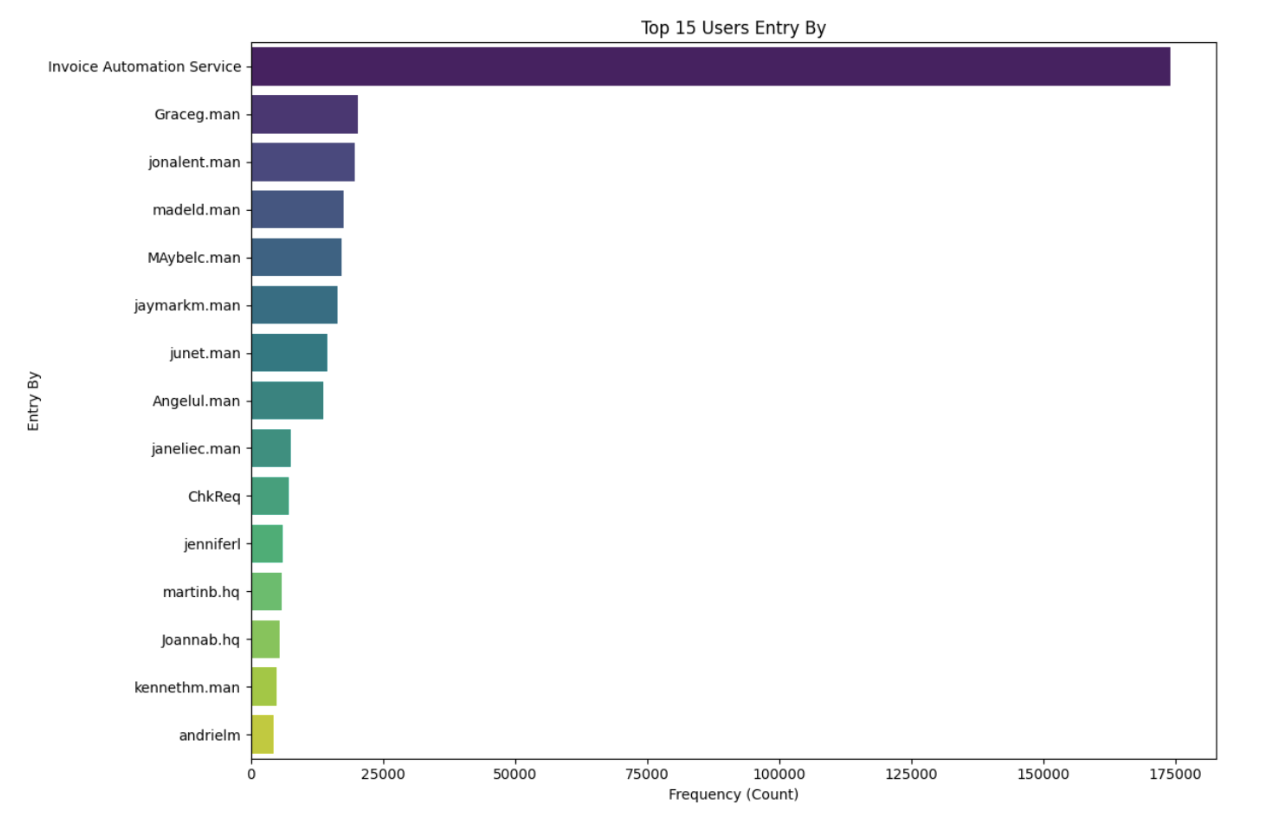 Top 15 Users Entry By
Invoice Automation Service
Graceg.man
jonalent.man
madeld.man
MAybelc.man
jaymarkm.man
junet.man
Angelul.man
janeliec.man
ChkReq
jenniferl
martinb.hq
Joannab.hq
kennethm.man
andrielm
Entry By
0 25000 50000 75000 100000 125000 150000 175000
Frequency (Count)